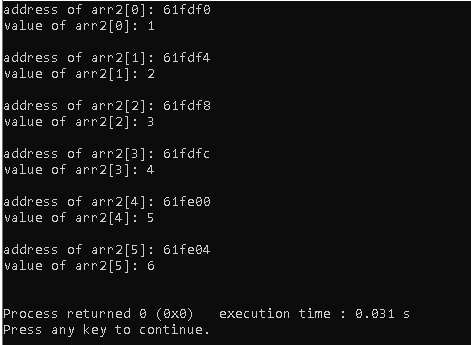 address of arr2[0]: 61fdf0
value of arr2[0]: 1
address of arr2[1]: 61fdf4
value of arr2[1]: 2
address of arr2[2]: 61fdf8
value of arr2[2]: 3
address of arr2[3]: 61fdfc
value of arr2[3]: 4
address of arr2[4]: 61fe00
value of arr2[4]: 5
address of arr2[5]: 61fe04
value of arr2[5]: 6
Process returned 0 (0x0)   execution time : 0.031 s
Press any key to continue.